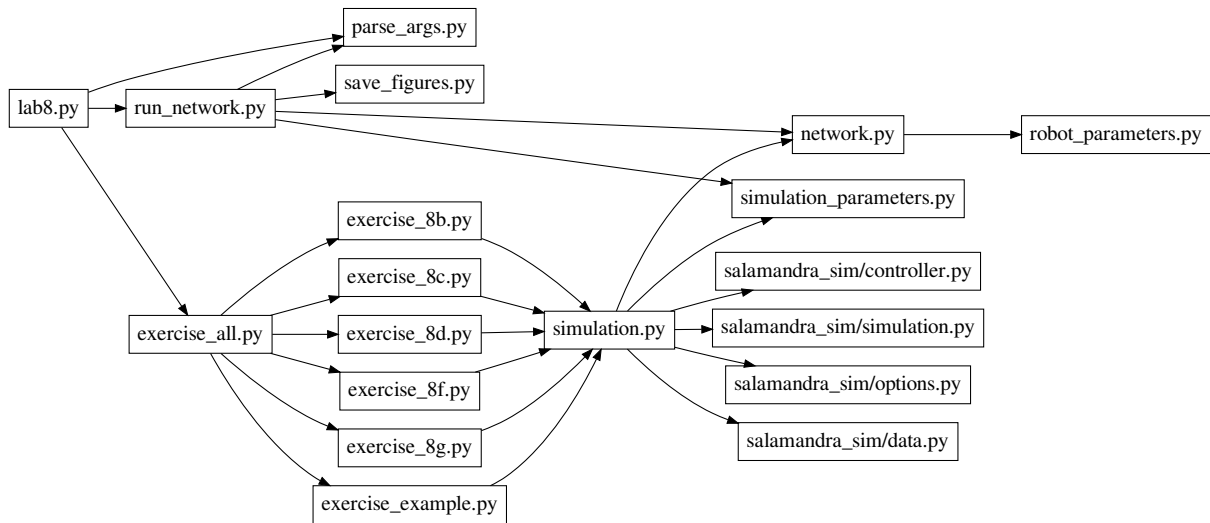 parse_args.py
save_figures.py
lab8.py
run_network.py
network.py
robot_parameters.py
simulation_parameters.py
exercise_8b.py
exercise_8c.py
salamandra_sim/controller.py
exercise_all.py
exercise_8d.py
simulation.py
salamandra_sim/simulation.py
exercise_8f.py
salamandra_sim/options.py
exercise_8g.py
salamandra_sim/data.py
exercise_example.py